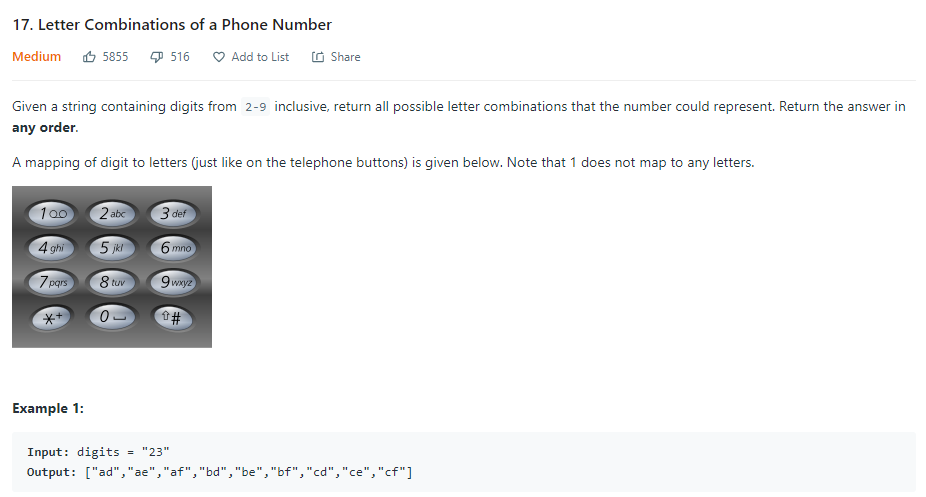 17. Letter Combinations of a Phone Number
Medium 5855 516 Add to List Share
Given a string containing digits from 2-9 inclusive, return all possible letter combinations that the number could represent. Return the answer in
any order.
A mapping of digit to letters (just like on the telephone buttons) is given below. Note that 1 does not map to any letters.
1 2 abc 3 def
4 ghi 5 jkl 6 mno
7 pqrs 8 tuv 9 wxyz
*+ 0 #
Example 1:
Input: digits = "23"
Output: ["ad","ae","af","bd","be","bf","cd","ce","cf"]